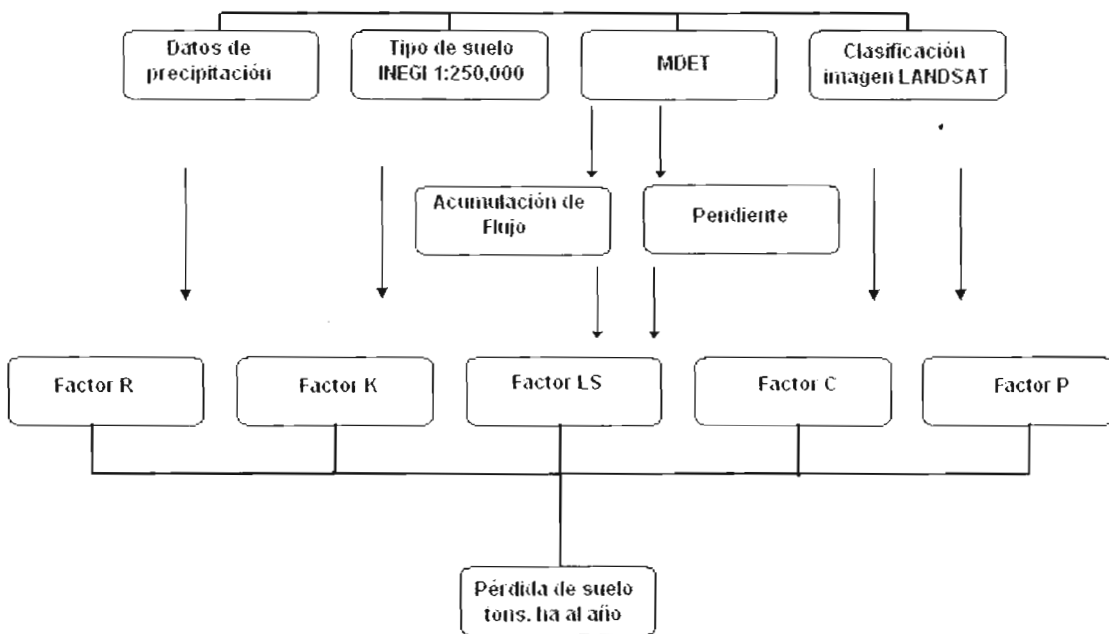 Datos de
precipitación
Tipo de suelo
INEGI 1:250,000
MDET
Clasificación
imagen LANDSAT
Acumulación de
Flujo
Pendiente
Factor R
Factor K
Factor LS
Factor C
Factor P
Pérdida de suelo
tons. ha al año